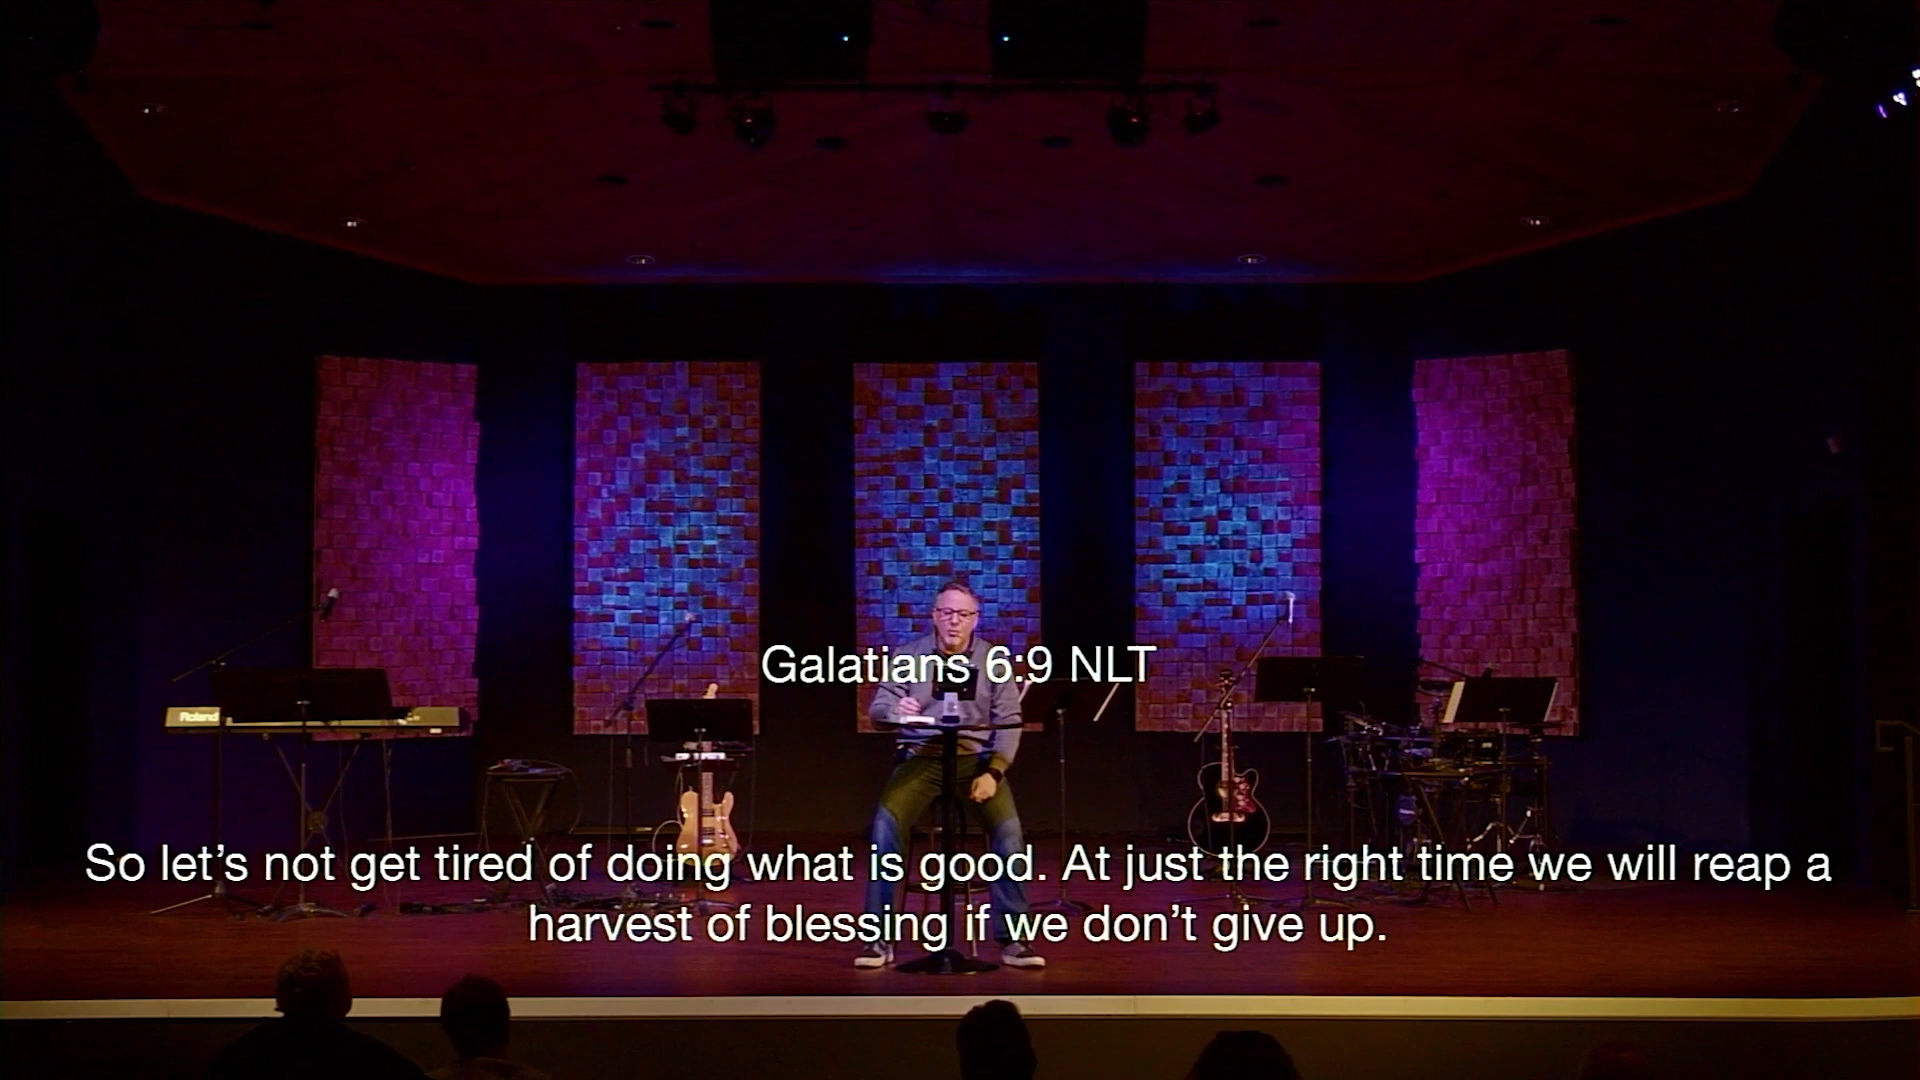 Galatians 6:9 NLT
Roland
So let’s not get tired of doing what is good. At just the right time we will reap a
harvest of blessing if we don’t give up.